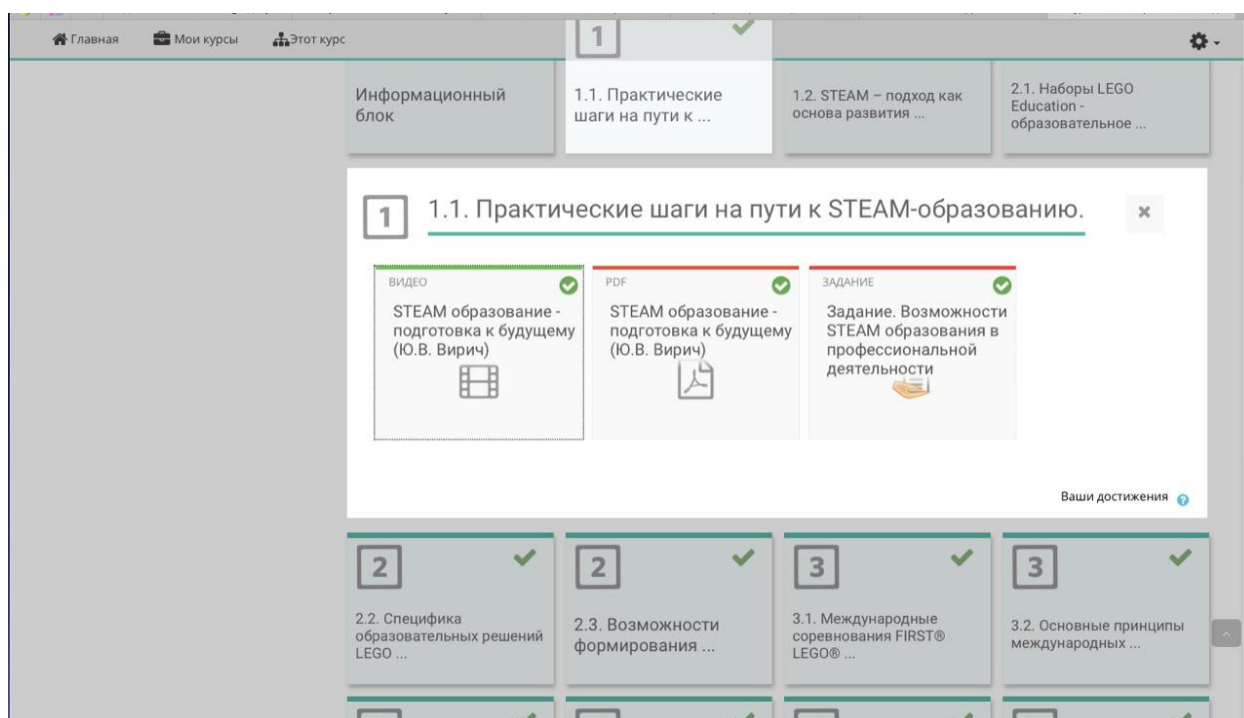 Главная Мои курсы Этот курс
1
Информационный
блок
1.1. Практические
шаги на пути к ...
1.2. STEAM – подход как
основа развития ...
2.1. Наборы LEGO
Education -
образовательное ...
1
1.1. Практические шаги на пути к STEAM-образованию.
ВИДЕО
STEAM образование -
подготовка к будущему
(Ю.В. Вирич)
PDF
STEAM образование -
подготовка к будущему
(Ю.В. Вирич)
ЗАДАНИЕ
Задание. Возможности
STEAM образования в
профессиональной
деятельности
Ваши достижения
2
2.2. Специфика
образовательных решений
LEGO ...
2
2.3. Возможности
формирования ...
3
3.1. Международные
соревнования FIRST®
LEGO® ...
3
3.2. Основные принципы
международных ...